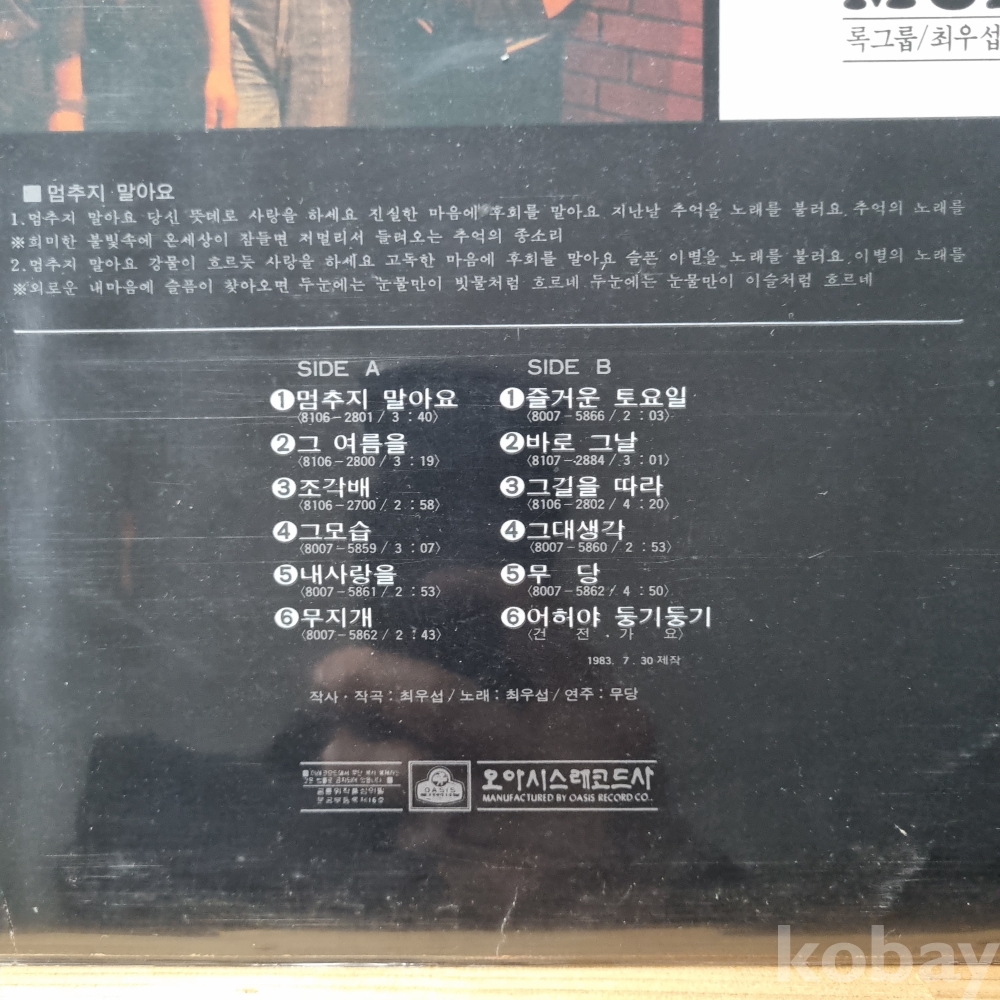 록그룹/최우섭
■ 멈추지 말아요
1.멈추지 말아요 당신 뜻데로 사랑을 하세요 진실한 마음에 후회를 말아요 지난날 추억을 노래를 불러요. 추억의 노래를
※희미한 불빛속에 온세상이 잠들면 저멀리서 들려오는 추억의 종소리
2.멈추지 말아요 강물이 흐르듯 사랑을 하세요 고독한 마음에 후회를 말아요 슬픈 이별을 노래를 불러요 이별의 노래를
※외로운 내마음에 슬픔이 찾아오면 두눈에는 눈물만이 빗물처럼 흐르네 두눈에는 눈물만이 이슬처럼 흐르네
SIDE A
❶멈추지 말아요
〈8106-2801 / 3 : 40〉
❷그 여름을
〈8106-2800 / 3 : 19〉
❸조각배
〈8106-2700 / 2 : 58〉
❹그모습
〈8007-5859 / 3 : 07〉
❺내사랑을
〈8007-5861 / 2 : 53〉
❻무지개
〈8007-5862 / 2 : 43〉
SIDE B
❶즐거운 토요일
〈8007-5866 / 2 : 03〉
❷바로 그날
〈8107-2884 / 3 : 01〉
❸그길을 따라
〈8106-2802 / 4 : 20〉
❹그대생각
〈8007-5860 / 2 : 53〉
❺무 당
〈8007-5862 / 4 : 50〉
❻어허야 둥기둥기
〈건 전 · 가 요〉
1983. 7. 30 제작
작사 · 작곡 : 최우섭 / 노래 : 최우섭 / 연주 : 무당
OASIS
오아시스레코드사
MANUFACTURED BY OASIS RECORD CO..
kobay